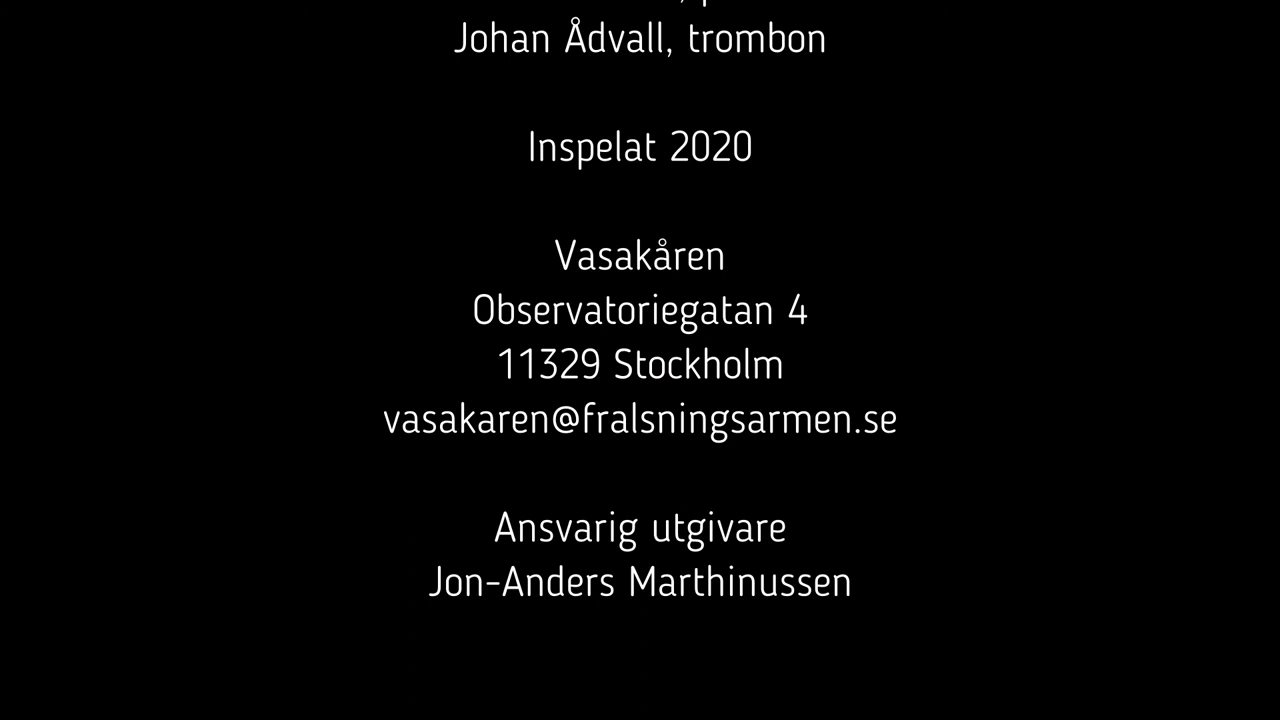 Johan Ådvall, trombon
Inspelat 2020
Vasakåren
Observatoriegatan 4
11329 Stockholm
vasakaren@fralsningsarmen.se
Ansvarig utgivare
Jon-Anders Marthinussen